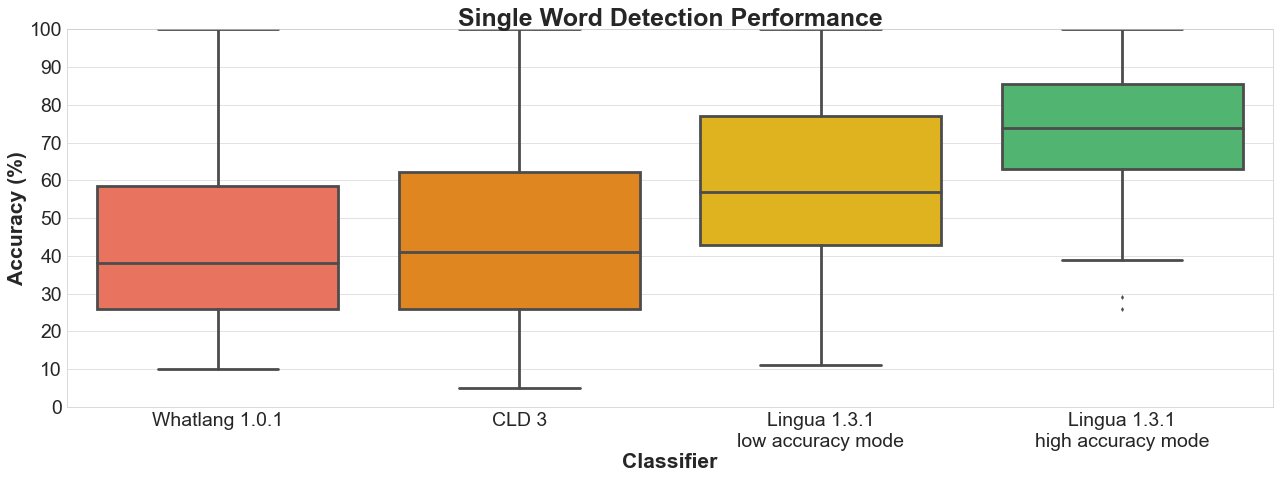 Single Word Detection Performance
100
90
80
70
60
50
40
30
20
10
0
Accuracy (%)
Whatlang 1.0.1
CLD 3
Lingua 1.3.1
low accuracy mode
Lingua 1.3.1
high accuracy mode
Classifier